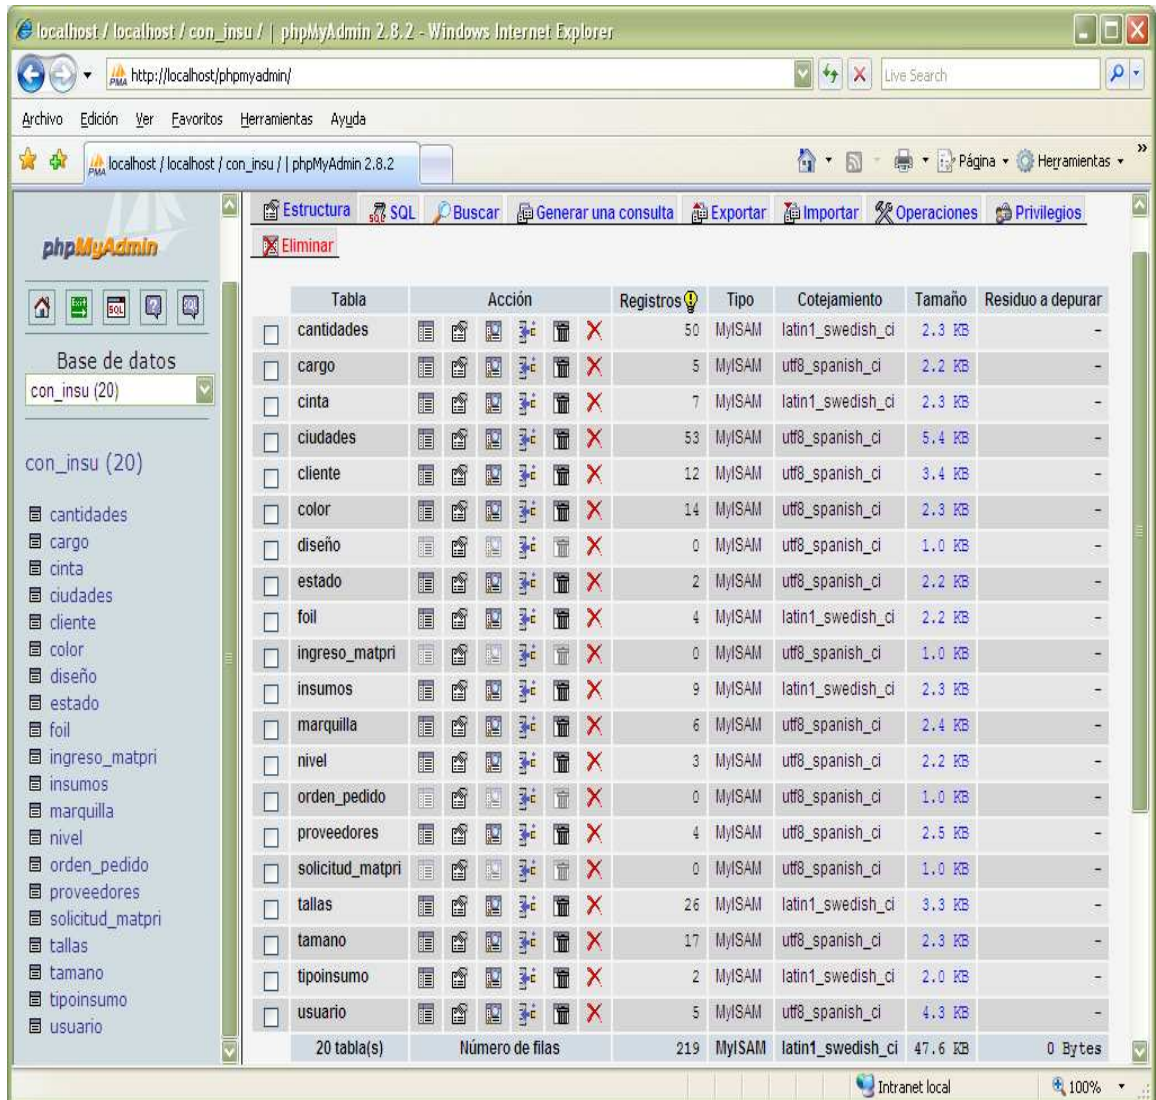 localhost / localhost / con_insu / | phpMyAdmin 2.8.2 - Windows Internet Explorer
PMA http://localhost/phpmyadmin/ Live Search
Archivo Edición Ver Favoritos Herramientas Ayuda
PMA localhost / localhost / con_insu / | phpMyAdmin 2.8.2 Página Herramientas »
phpMyAdmin
Exit SQL ? SQL
Base de datos
con_insu (20)
con_insu (20)
cantidades
cargo
cinta
ciudades
cliente
color
diseño
estado
foil
ingreso_matpri
insumos
marquilla
nivel
orden_pedido
proveedores
solicitud_matpri
tallas
tamano
tipoinsumo
usuario
Estructura SQL Buscar Generar una consulta Exportar Importar Operaciones Privilegios
Eliminar
Tabla Acción Registros Tipo Cotejamiento Tamaño Residuo a depurar
cantidades 50 MyISAM latin1_swedish_ci 2.3 KB -
cargo 5 MyISAM utf8_spanish_ci 2.2 KB -
cinta 7 MyISAM latin1_swedish_ci 2.3 KB -
ciudades 53 MyISAM utf8_spanish_ci 5.4 KB -
cliente 12 MyISAM utf8_spanish_ci 3.4 KB -
color 14 MyISAM utf8_spanish_ci 2.3 KB -
diseño 0 MyISAM utf8_spanish_ci 1.0 KB -
estado 2 MyISAM utf8_spanish_ci 2.2 KB -
foil 4 MyISAM latin1_swedish_ci 2.2 KB -
ingreso_matpri 0 MyISAM utf8_spanish_ci 1.0 KB -
insumos 9 MyISAM latin1_swedish_ci 2.3 KB -
marquilla 6 MyISAM utf8_spanish_ci 2.4 KB -
nivel 3 MyISAM utf8_spanish_ci 2.2 KB -
orden_pedido 0 MyISAM utf8_spanish_ci 1.0 KB -
proveedores 4 MyISAM utf8_spanish_ci 2.5 KB -
solicitud_matpri 0 MyISAM utf8_spanish_ci 1.0 KB -
tallas 26 MyISAM latin1_swedish_ci 3.3 KB -
tamano 17 MyISAM utf8_spanish_ci 2.3 KB -
tipoinsumo 2 MyISAM latin1_swedish_ci 2.0 KB -
usuario 5 MyISAM utf8_spanish_ci 4.3 KB -
20 tabla(s) Número de filas 219 MyISAM latin1_swedish_ci 47.6 KB 0 Bytes
Intranet local 100%